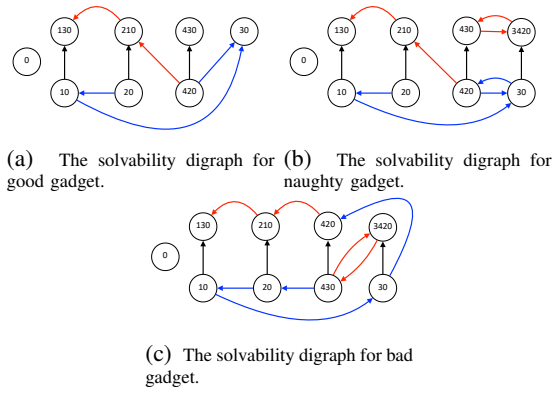 130 210 430 30
0
10 20 420
(a) The solvability digraph for good gadget.
130 210 430 3420
0
10 20 420 30
(b) The solvability digraph for naughty gadget.
130 210 420 3420
0
10 20 430 30
(c) The solvability digraph for bad
gadget.